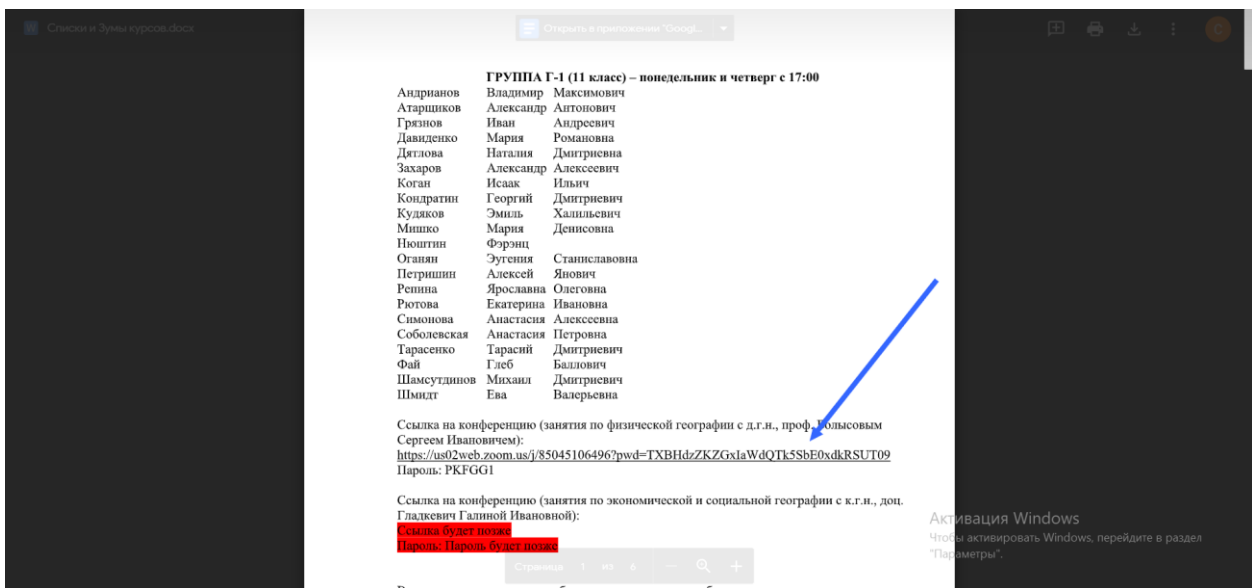 Списки и Зумы курсов.docx
Открыть в приложении "Googl...
ГРУППА Г-1 (11 класс) – понедельник и четверг с 17:00
Андрианов Владимир Максимович
Атарщиков Александр Антонович
Грязнов Иван Андреевич
Давиденко Мария Романовна
Дятлова Наталия Дмитриевна
Захаров Александр Алексеевич
Коган Исаак Ильич
Кондратин Георгий Дмитриевич
Кудяков Эмиль Халильевич
Мишко Мария Денисовна
Нюштин Фэрэнц
Оганян Эугения Станиславовна
Петришин Алексей Янович
Репина Ярославна Олеговна
Рютова Екатерина Ивановна
Симонова Анастасия Алексеевна
Соболевская Анастасия Петровна
Тарасенко Тарасий Дмитриевич
Фай Глеб Баллович
Шамсутдинов Михаил Дмитриевич
Шмидт Ева Валерьевна
Ссылка на конференцию (занятия по физической географии с д.г.н., проф. Болысовым
Сергеем Ивановичем):
https://us02web.zoom.us/j/85045106496?pwd=TXBHdzZKZGxIaWdQTk5SbE0xdkRSUT09
Пароль: PKFGG1
Ссылка на конференцию (занятия по экономической и социальной географии с к.г.н., доц.
Гладкевич Галиной Ивановной):
Ссылка будет позже
Пароль: Пароль будет позже
Страница 1 из 6
Активация Windows
Чтобы активировать Windows, перейдите в раздел
"Параметры".